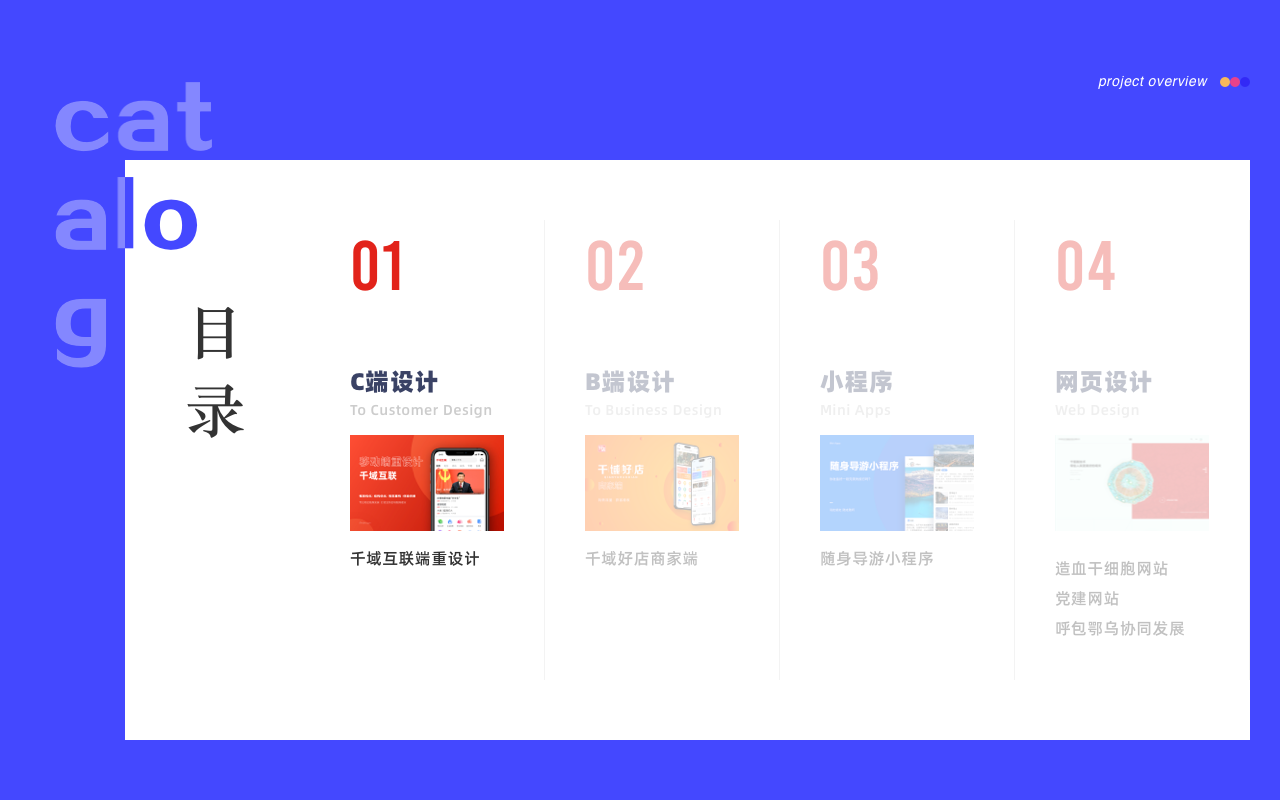 cat
alo
g
project overview
目
录
01
C端设计
To Customer Design
移动端重设计
千域互联
千域互联端重设计
02
B端设计
To Business Design
千域好店
千域好店商家端
03
小程序
Mini Apps
随身导游小程序
随身导游小程序
04
网页设计
Web Design
造血干细胞网站
党建网站
呼包鄂乌协同发展